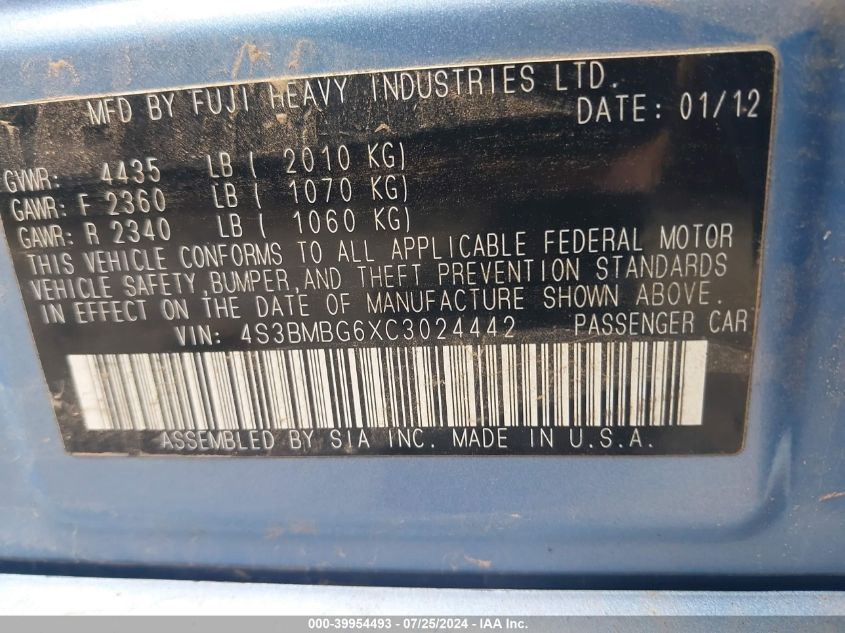 MFD BY FUJI HEAVY INDUSTRIES LTD.
DATE: 01/12
GVWR: 4435 LB ( 2010 KG)
GAWR: F 2360 LB ( 1070 KG)
GAWR: R 2340 LB ( 1060 KG)
THIS VEHICLE CONFORMS TO ALL APPLICABLE FEDERAL MOTOR
VEHICLE SAFETY, BUMPER, AND THEFT PREVENTION STANDARDS
IN EFFECT ON THE DATE OF MANUFACTURE SHOWN ABOVE.
VIN: 4S3BMBG6XC3024442 PASSENGER CAR
ASSEMBLED BY SIA INC. MADE IN U.S.A.
000-39954493 - 07/25/2024 - IAA Inc.